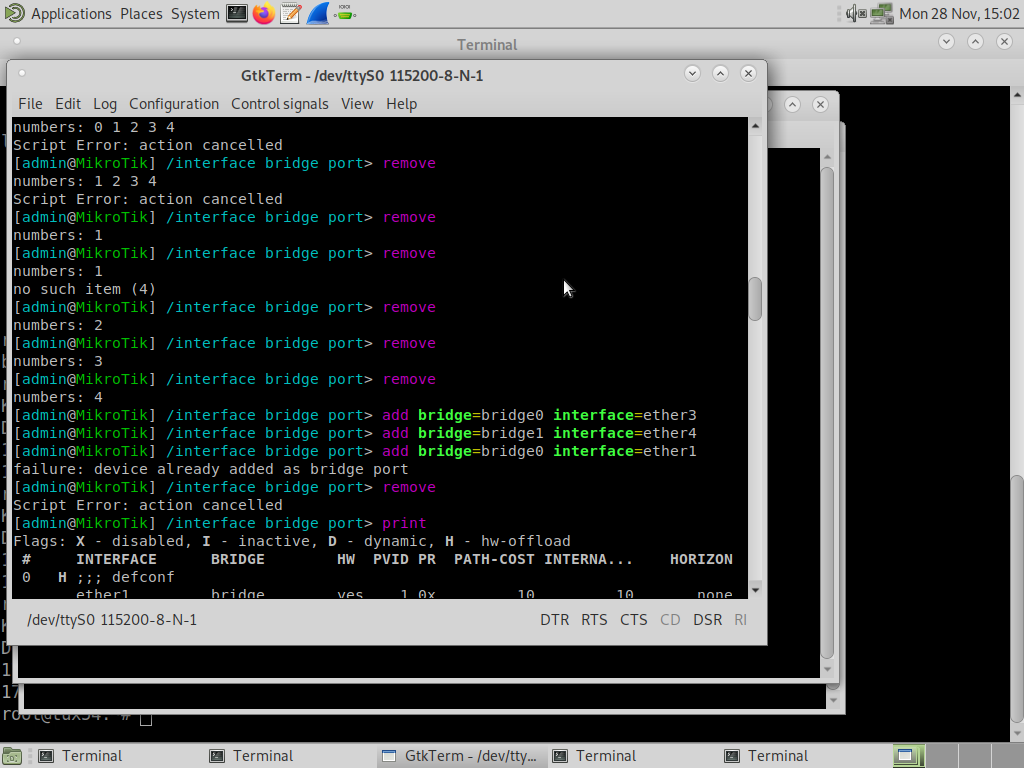 Applications Places System Mon 28 Nov, 15:02
Terminal
GtkTerm - /dev/ttyS0 115200-8-N-1
File Edit Log Configuration Control signals View Help
numbers: 0 1 2 3 4
Script Error: action cancelled
[admin@MikroTik] /interface bridge port> remove
numbers: 1 2 3 4
Script Error: action cancelled
[admin@MikroTik] /interface bridge port> remove
numbers: 1
[admin@MikroTik] /interface bridge port> remove
numbers: 1
no such item (4)
[admin@MikroTik] /interface bridge port> remove
numbers: 2
[admin@MikroTik] /interface bridge port> remove
numbers: 3
[admin@MikroTik] /interface bridge port> remove
numbers: 4
[admin@MikroTik] /interface bridge port> add bridge=bridge0 interface=ether3
[admin@MikroTik] /interface bridge port> add bridge=bridge1 interface=ether4
[admin@MikroTik] /interface bridge port> add bridge=bridge0 interface=ether1
failure: device already added as bridge port
[admin@MikroTik] /interface bridge port> remove
Script Error: action cancelled
[admin@MikroTik] /interface bridge port> print
Flags: X - disabled, I - inactive, D - dynamic, H - hw-offload
# INTERFACE BRIDGE HW PVID PR PATH-COST INTERNA... HORIZON
0 H ;;; defconf
ether1 bridge yes 1 0x 10 10 none
/dev/ttyS0 115200-8-N-1 DTR RTS CTS CD DSR RI
17
Terminal Terminal GtkTerm - /dev/tty... Terminal Terminal